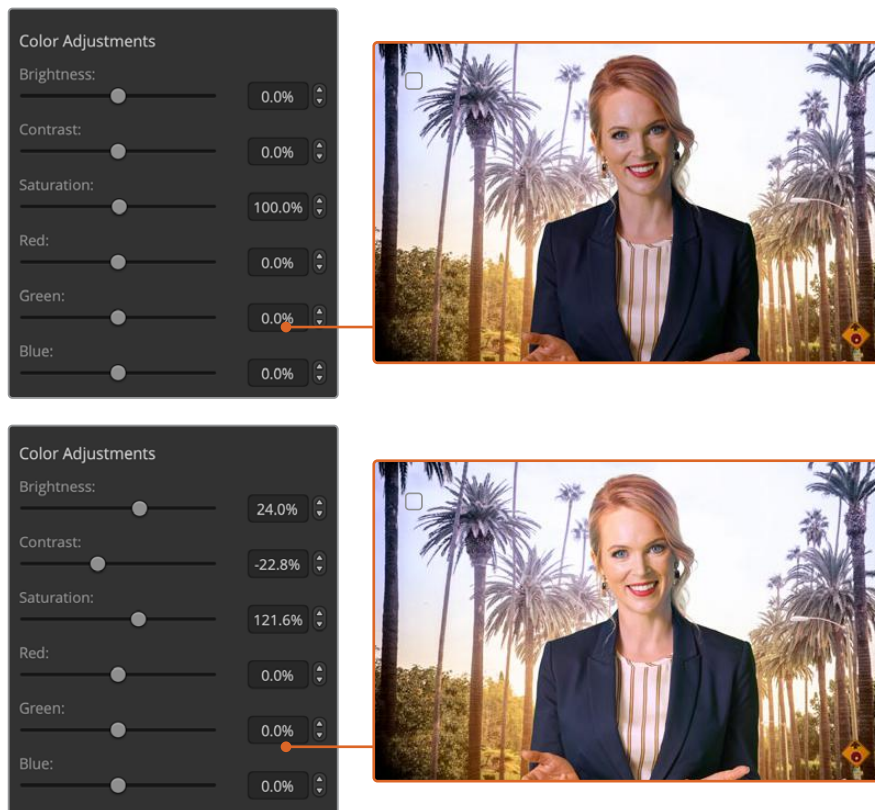 Color Adjustments
Brightness:
0.0%
Contrast:
0.0%
Saturation:
100.0%
Red:
0.0%
Green:
0.0%
Blue:
0.0%
Color Adjustments
Brightness:
24.0%
Contrast:
-22.8%
Saturation:
121.6%
Red:
0.0%
Green:
0.0%
Blue:
0.0%